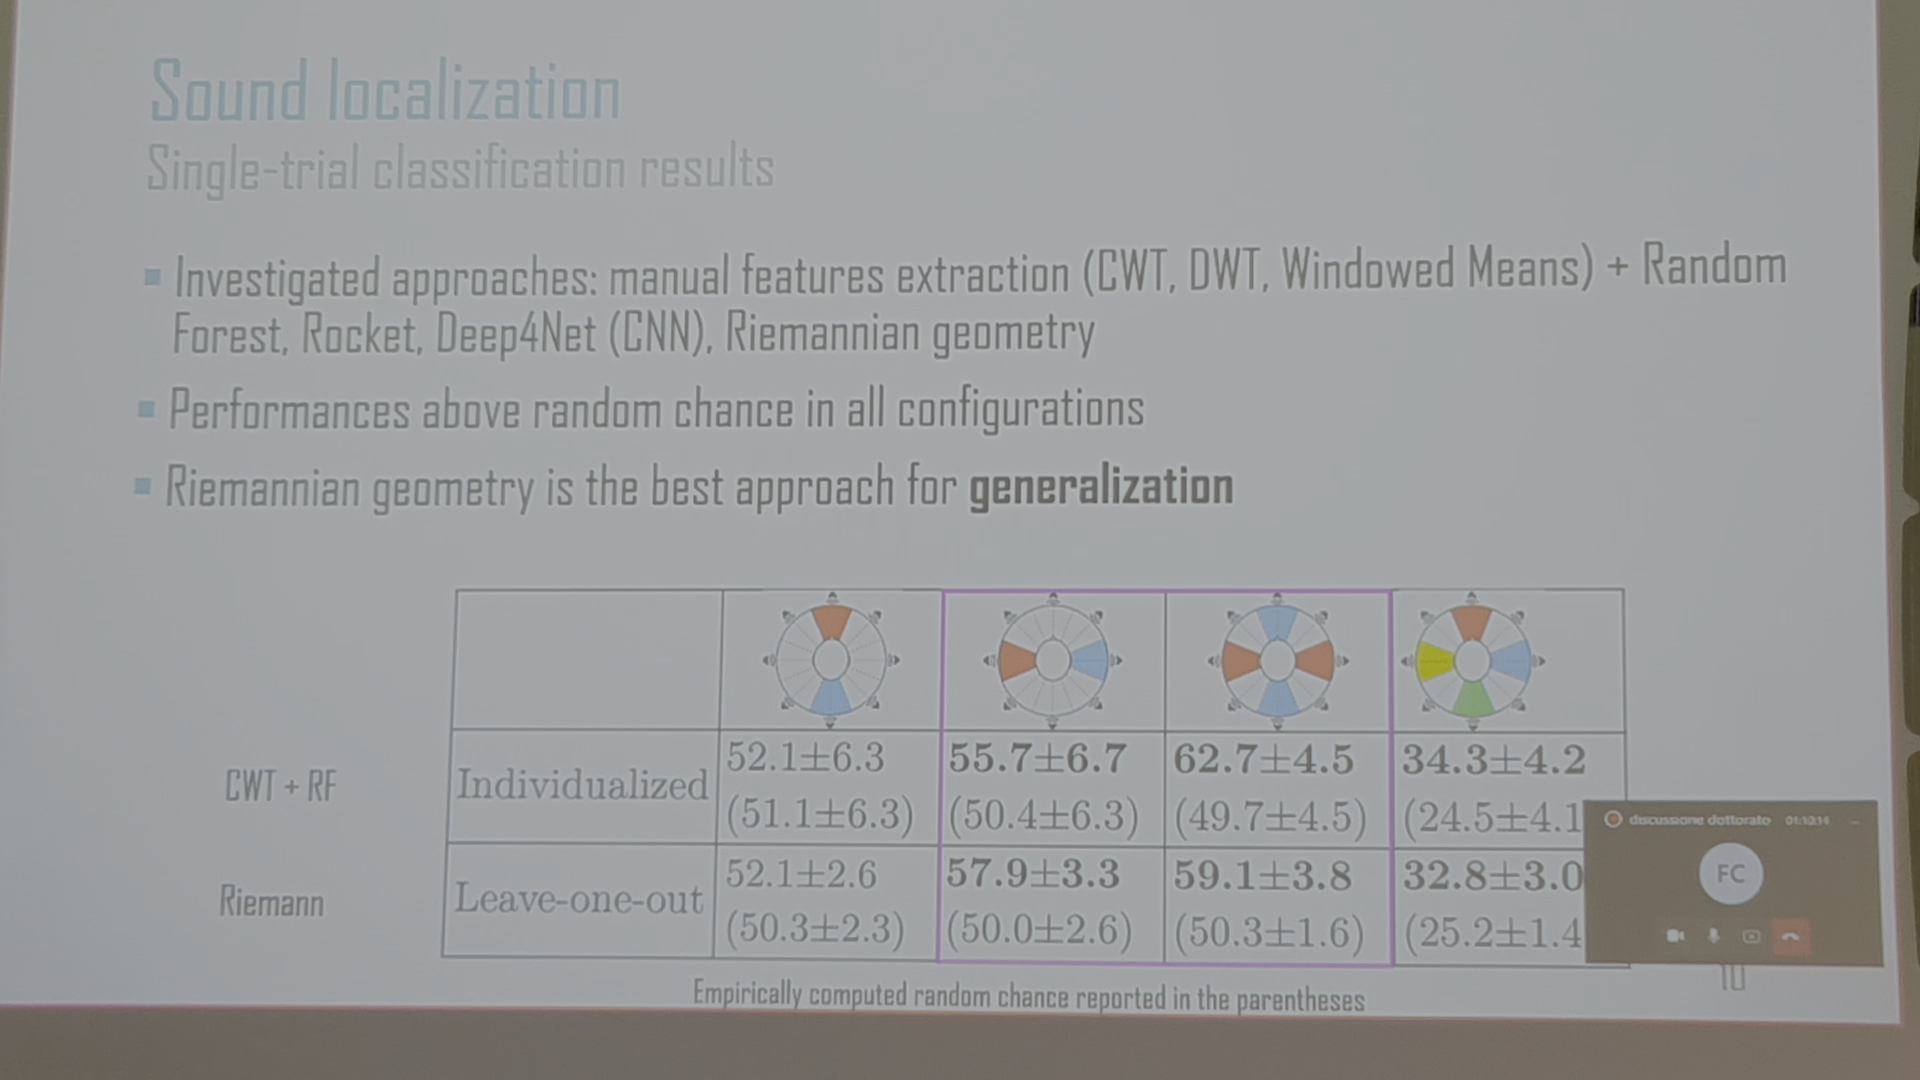 Sound localization
Single-trial classification results
Investigated approaches: manual features extraction (CWT, DWT, Windowed Means) + Random
Forest, Rocket, Deep4Net (CNN), Riemannian geometry
Performances above random chance in all configurations
Riemannian geometry is the best approach for generalization
CWT + RF
Individualized
52.1±6.3 55.7±6.7 62.7±4.5 34.3±4.2
(51.1±6.3) (50.4±6.3) (49.7±4.5) (24.5±4.1
Riemann
Leave-one-out
52.1±2.6 57.9±3.3 59.1±3.8 32.8±3.0
(50.3±2.3) (50.0±2.6) (50.3±1.6) (25.2±1.4
discussione dottorato 01:13:14
FC
Empirically computed random chance reported in the parentheses
10